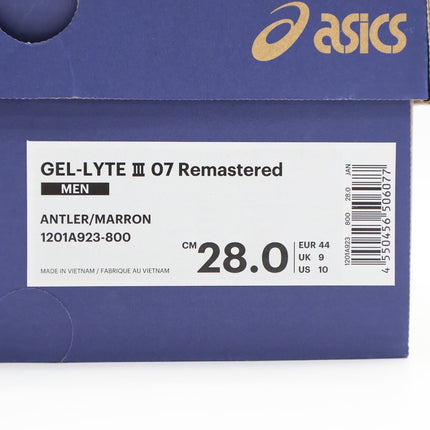 asics
GEL-LYTE III 07 Remastered
MEN
ANTLER/MARRON
1201A923-800
CM 28.0
EUR 44
UK 9
US 10
MADE IN VIETNAM / FABRIQUE AU VIETNAM
1201A923 800 28.0 JAN
4 550456 506077